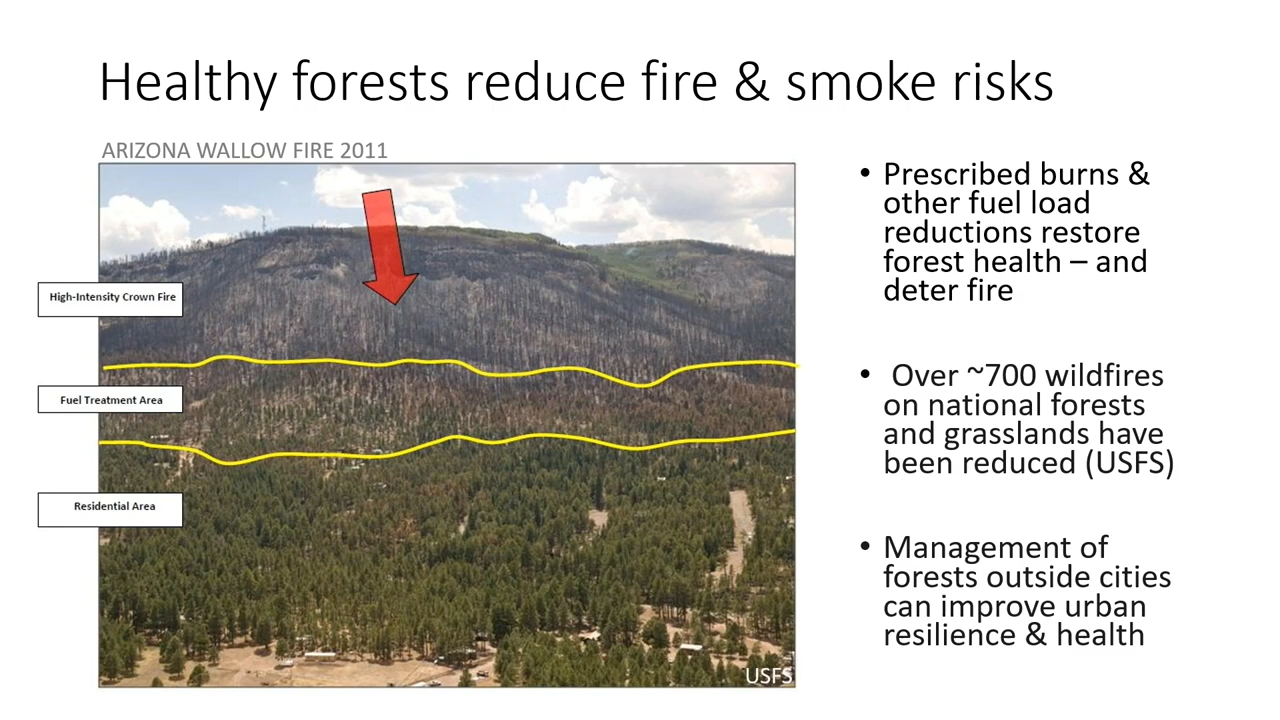 Healthy forests reduce fire & smoke risks
ARIZONA WALLOW FIRE 2011
High-Intensity Crown Fire
Fuel Treatment Area
Residential Area
USFS
• Prescribed burns &
other fuel load
reductions restore
forest health – and
deter fire
• Over ~700 wildfires
on national forests
and grasslands have
been reduced (USFS)
• Management of
forests outside cities
can improve urban
resilience & health